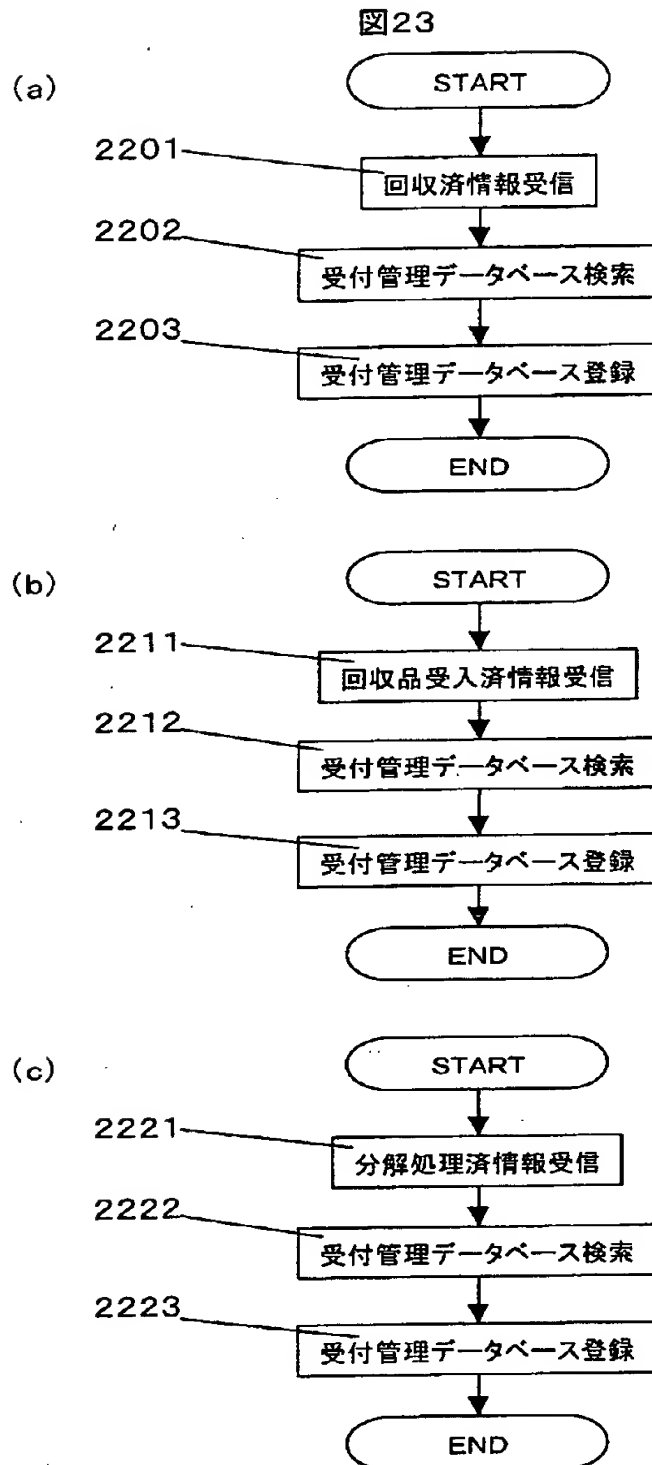 図23
(a)
START
2201
回収済情報受信
2202
受付管理データベース検索
2203
受付管理データベース登録
END
(b)
START
2211
回収品受入済情報受信
2212
受付管理データベース検索
2213
受付管理データベース登録
END
(c)
START
2221
分解処理済情報受信
2222
受付管理データベース検索
2223
受付管理データベース登録
END